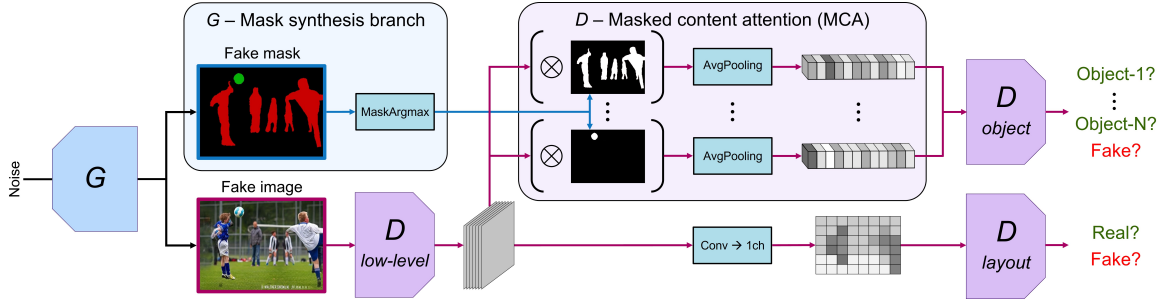 G – Mask synthesis branch
Fake mask
MaskArgmax
D – Masked content attention (MCA)
AvgPooling
AvgPooling
D
object
Object-1?
Object-N?
Fake?
Noise
G
Fake image
D
low-level
Conv → 1ch
D
layout
Real?
Fake?